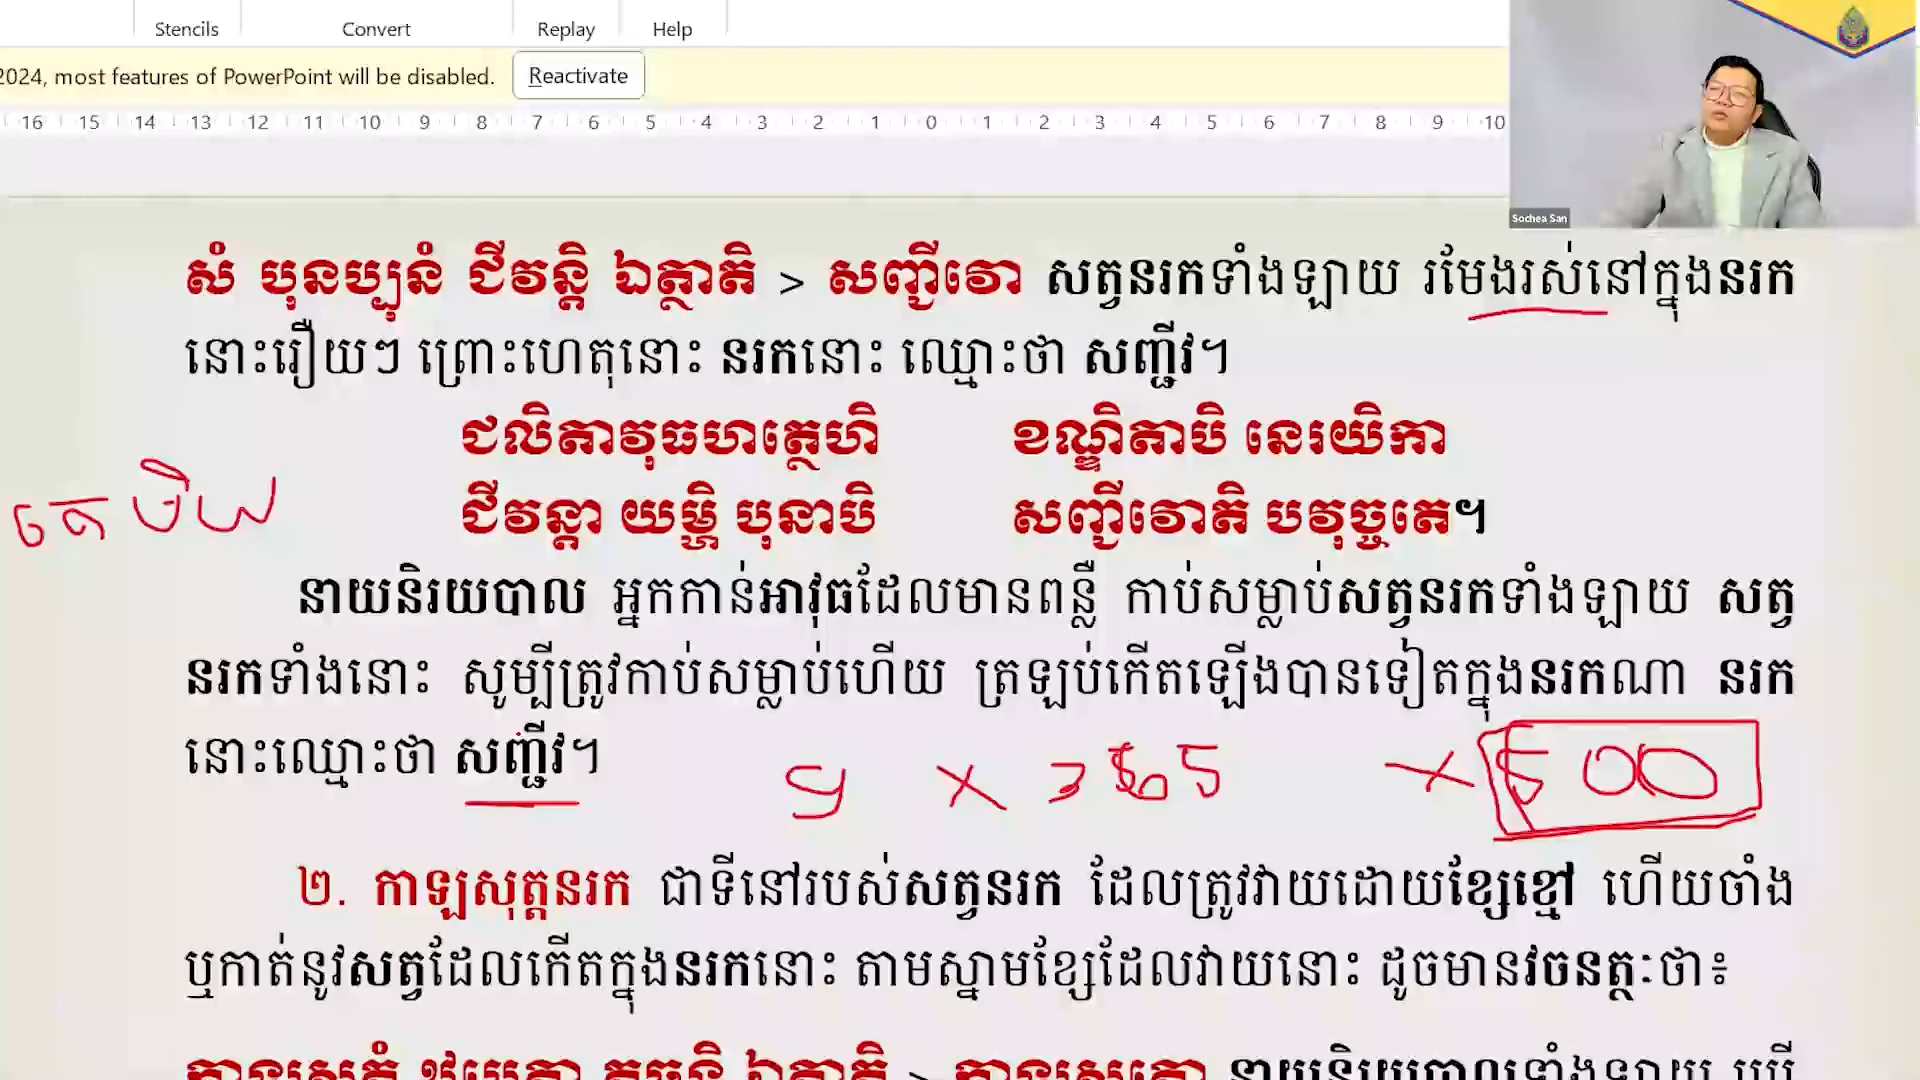 Stencils Convert Replay Help
2024, most features of PowerPoint will be disabled. Reactivate
16 15 14 13 12 11 10 9 8 7 6 5 4 3 2 1 0 1 2 3 4 5 6 7 8 9 10
Sochea San
សំ បុនប្បុនំ ជីវន្តិ ឯត្ថាតិ > សញ្ជីវោ សត្វនរកទាំងឡាយ រមែងរស់នៅក្នុងនរក
នោះរឿយៗ ព្រោះហេតុនោះ នរកនោះ ឈ្មោះថា សញ្ជីវ។
ជលិតាវុធហត្ថេហិ ខណ្ឌិតាបិ នេរយិកា
ជីវន្តា យម្ហិ បុនាបិ សញ្ជីវោតិ បវុច្ចតេ។
តេមិយ
នាយនិរយបាល អ្នកកាន់អាវុធដែលមានពន្លឺ កាប់សម្លាប់សត្វនរកទាំងឡាយ សត្វ
នរកទាំងនោះ សូម្បីត្រូវកាប់សម្លាប់ហើយ ត្រឡប់កើតឡើងបានទៀតក្នុងនរកណា នរក
នោះឈ្មោះថា សញ្ជីវ។
9 x 365 x 500
២. កាឡសុត្តនរក ជាទីនៅរបស់សត្វនរក ដែលត្រូវវាយដោយខ្សែខ្មៅ ហើយចាំង
ឬកាត់នូវសត្វដែលកើតក្នុងនរកនោះ តាមស្នាមខ្សែដែលវាយនោះ ដូចមានវចនត្ថៈថា៖